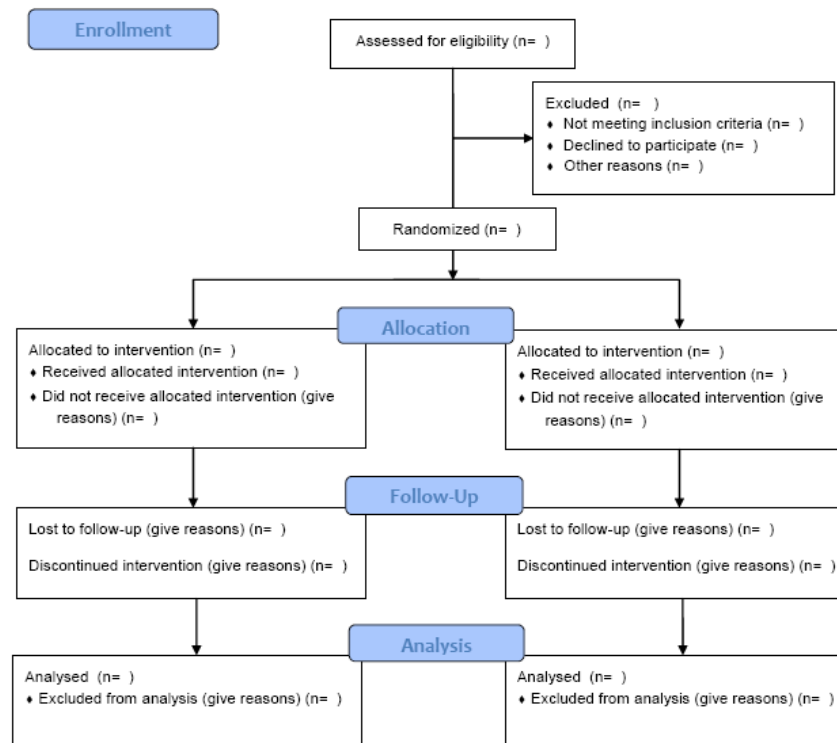 Enrollment
Assessed for eligibility (n= )
Excluded (n= )
♦ Not meeting inclusion criteria (n= )
♦ Declined to participate (n= )
♦ Other reasons (n= )
Randomized (n= )
Allocation
Allocated to intervention (n= )
♦ Received allocated intervention (n= )
♦ Did not receive allocated intervention (give
reasons) (n= )
Allocated to intervention (n= )
♦ Received allocated intervention (n= )
♦ Did not receive allocated intervention (give
reasons) (n= )
Follow-Up
Lost to follow-up (give reasons) (n= )
Discontinued intervention (give reasons) (n= )
Lost to follow-up (give reasons) (n= )
Discontinued intervention (give reasons) (n= )
Analysis
Analysed (n= )
♦ Excluded from analysis (give reasons) (n= )
Analysed (n= )
♦ Excluded from analysis (give reasons) (n= )